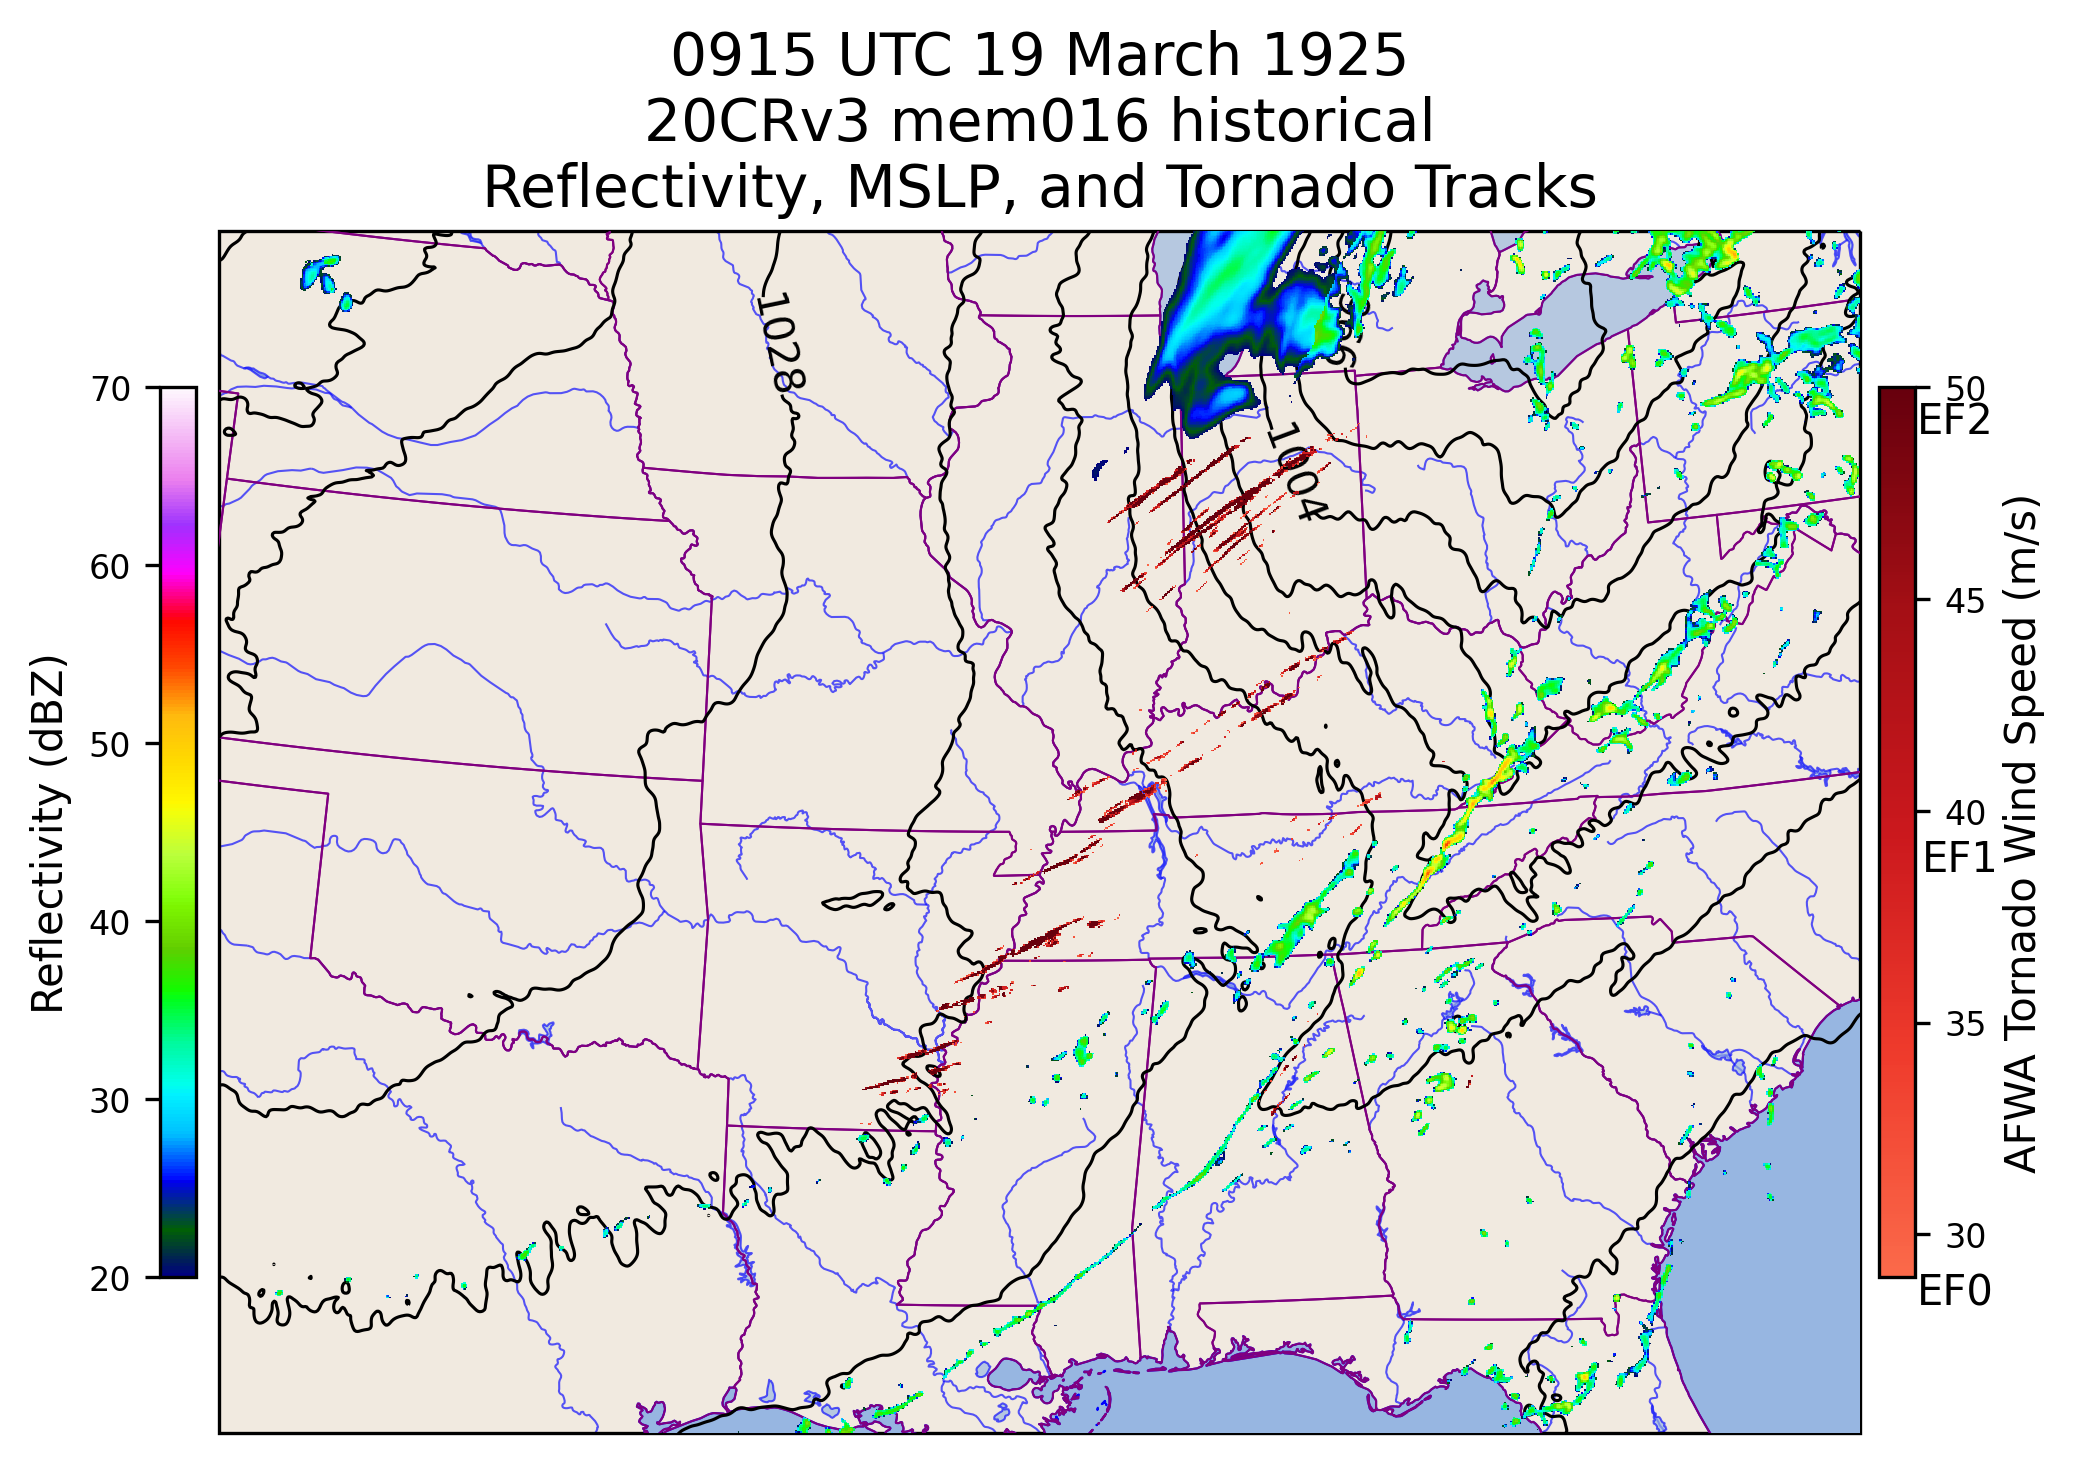 0915 UTC 19 March 1925
20CRv3 mem016 historical
Reflectivity, MSLP, and Tornado Tracks
1028
1004
70
60
50
40
30
20
Reflectivity (dBZ)
50
EF2
45
40
EF1
35
30
EF0
AFWA Tornado Wind Speed (m/s)